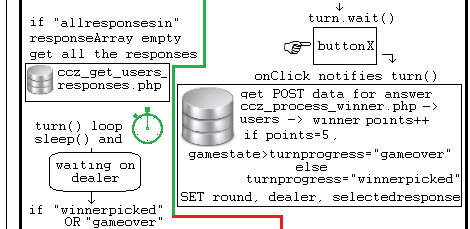 if "allresponsesin"
responseArray empty
get all the responses
ccz_get_users_
responses.php
turn() loop
sleep() and
waiting on
dealer
if "winnerpicked"
OR "gameover"
turn.wait()
buttonX
onClick notifies turn()
get POST data for answer
ccz_process_winner.php ->
users -> winner points++
if points=5,
gamestate>turnprogress="gameover"
else
turnprogress="winnerpicked"
SET round, dealer, selectedresponse